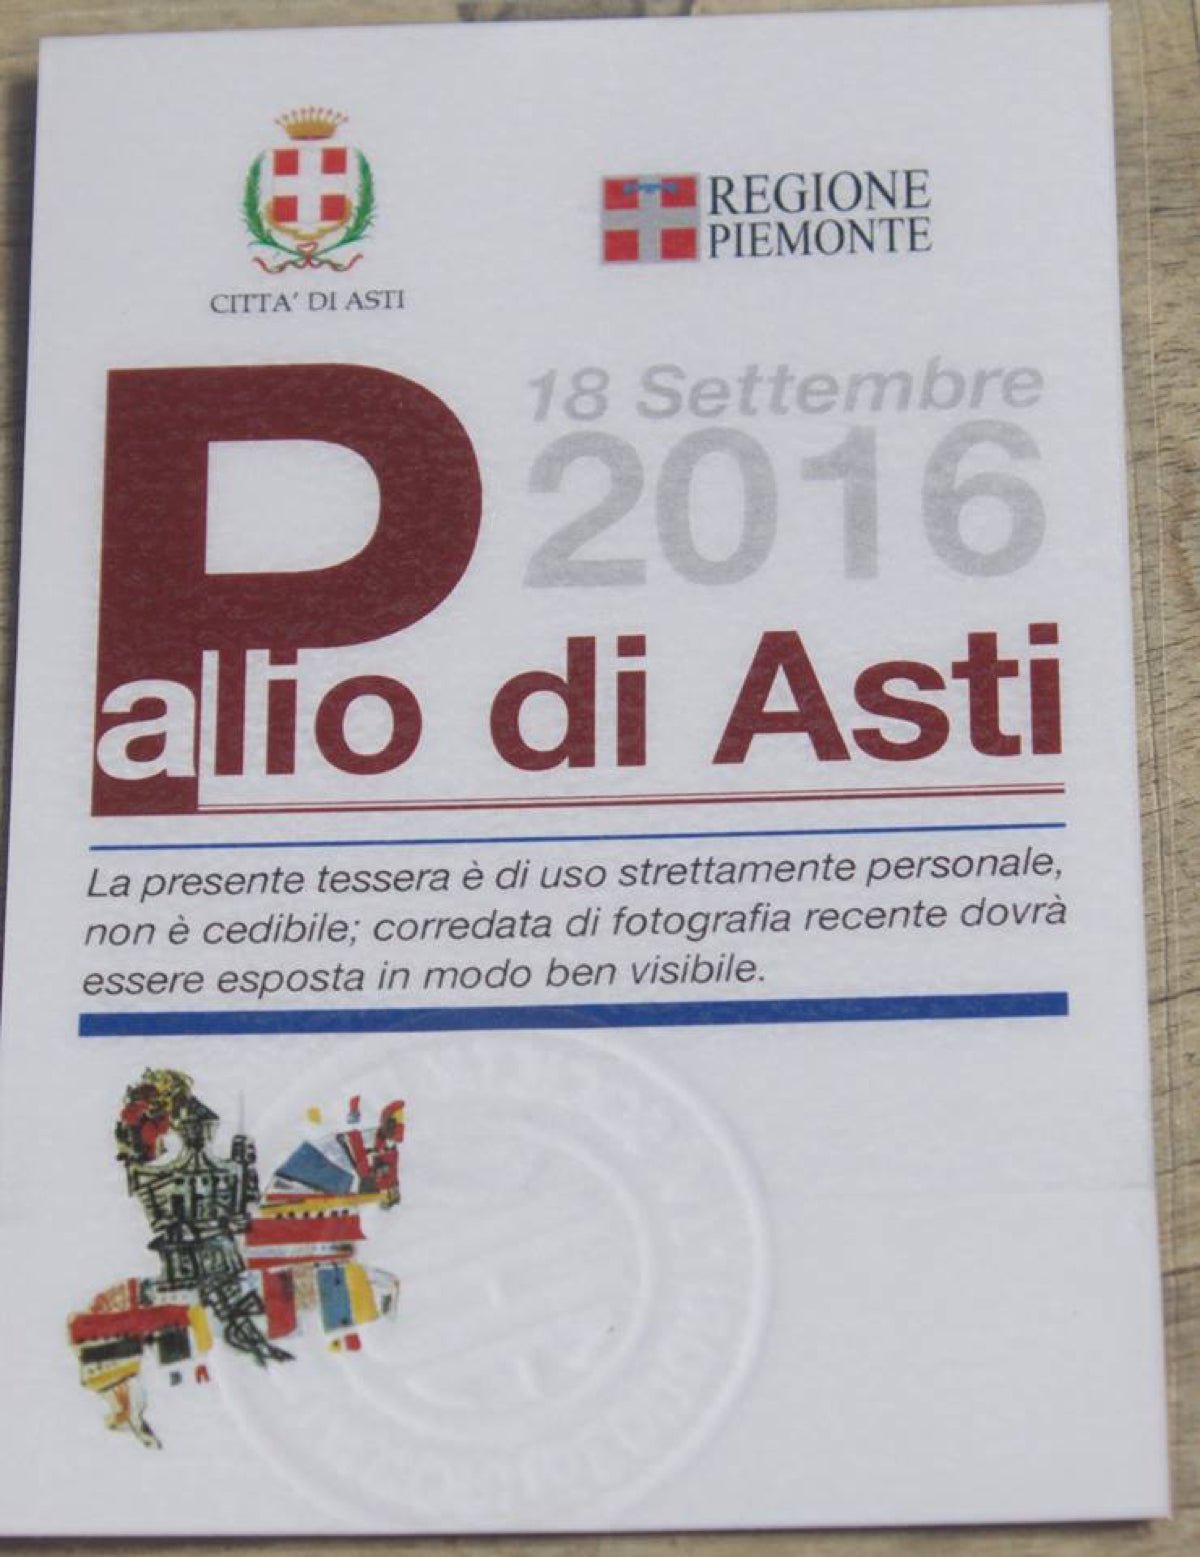 CITTA' DI ASTI
REGIONE
PIEMONTE
18 Settembre
2016
Palio di Asti
La presente tessera è di uso strettamente personale,
non è cedibile; corredata di fotografia recente dovrà
essere esposta in modo ben visibile.